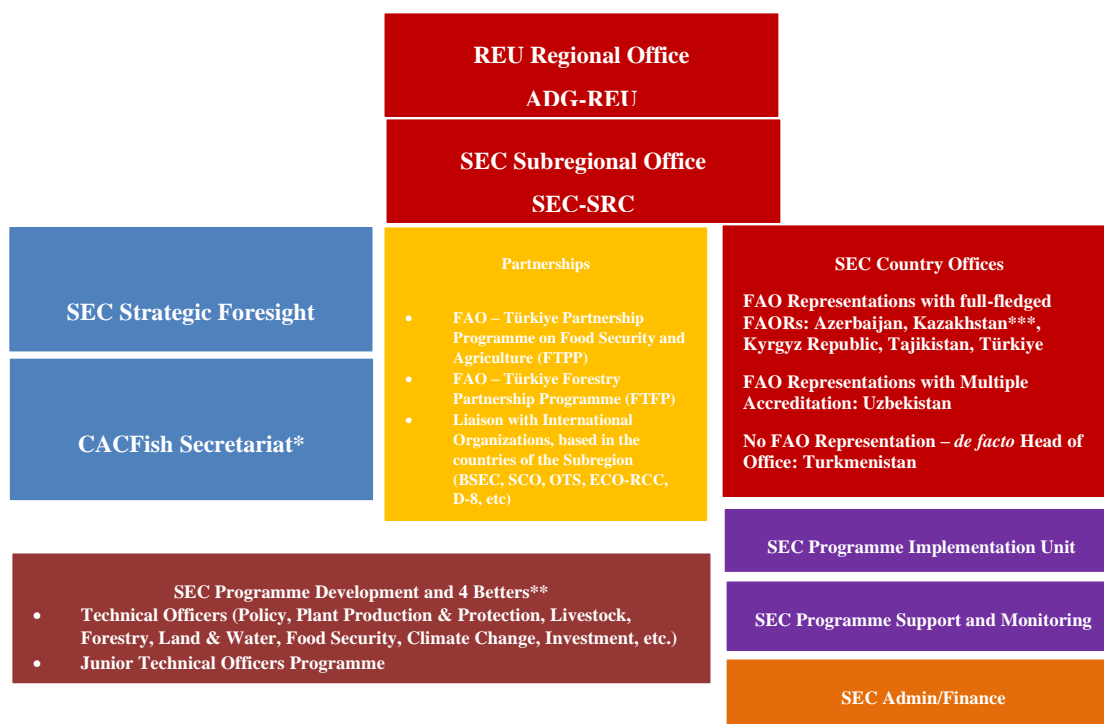 REU Regional Office
ADG-REU
SEC Subregional Office
SEC-SRC
SEC Strategic Foresight
CACFish Secretariat*
Partnerships
• FAO – Türkiye Partnership
Programme on Food Security and
Agriculture (FTPP)
• FAO – Türkiye Forestry
Partnership Programme (FTFP)
• Liaison with International
Organizations, based in the
countries of the Subregion
(BSEC, SCO, OTS, ECO-RCC,
D-8, etc)
SEC Country Offices
FAO Representations with full-fledged
FAORs: Azerbaijan, Kazakhstan***,
Kyrgyz Republic, Tajikistan, Türkiye
FAO Representations with Multiple
Accreditation: Uzbekistan
No FAO Representation – de facto Head of
Office: Turkmenistan
SEC Programme Implementation Unit
SEC Programme Support and Monitoring
SEC Admin/Finance
SEC Programme Development and 4 Betters**
• Technical Officers (Policy, Plant Production & Protection, Livestock,
Forestry, Land & Water, Food Security, Climate Change, Investment, etc.)
• Junior Technical Officers Programme